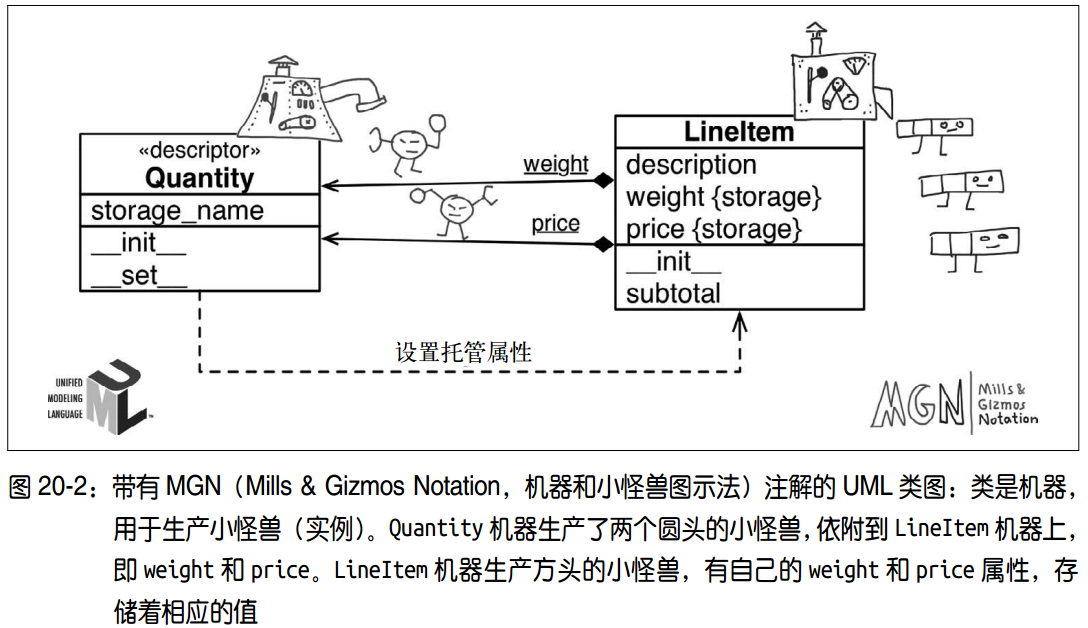 «descriptor»
Quantity
storage_name
__init__
__set__
weight
price
LineItem
description
weight {storage}
price {storage}
__init__
subtotal
设置托管属性
UNIFIED
MODELING
LANGUAGE
UML™
MGN
Mills &
Gizmos
Notation
图 20-2：带有 MGN（Mills & Gizmos Notation，机器和小怪兽图示法）注解的 UML 类图：类是机器，
用于生产小怪兽（实例）。Quantity 机器生产了两个圆头的小怪兽，依附到 LineItem 机器上，
即 weight 和 price。LineItem 机器生产方头的小怪兽，有自己的 weight 和 price 属性，存
储着相应的值